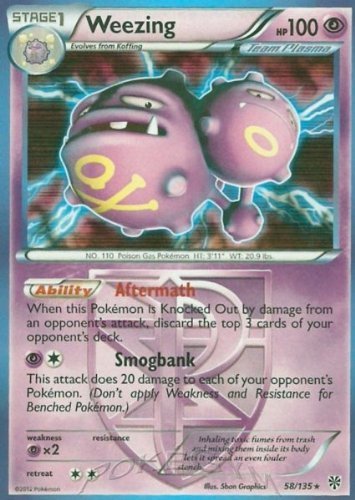 STAGE1
Weezing
HP100
Evolves from Koffing
Team Plasma
OY
NO. 110 Poison Gas Pokémon HT: 3'11" WT: 20.9 lbs.
Ability Aftermath
When this Pokémon is Knocked Out by damage from
an opponent's attack, discard the top 3 cards of your
opponent's deck.
Smogbank
This attack does 20 damage to each of your opponent's
Pokémon. (Don't apply Weakness and Resistance for
Benched Pokémon.)
weakness
resistance
×2
Inhaling toxic fumes from trash
and mixing them inside its body
lets it spread an even fouler
stench.
retreat
©2012 Pokémon
Illus. Shon Graphics
58/135★